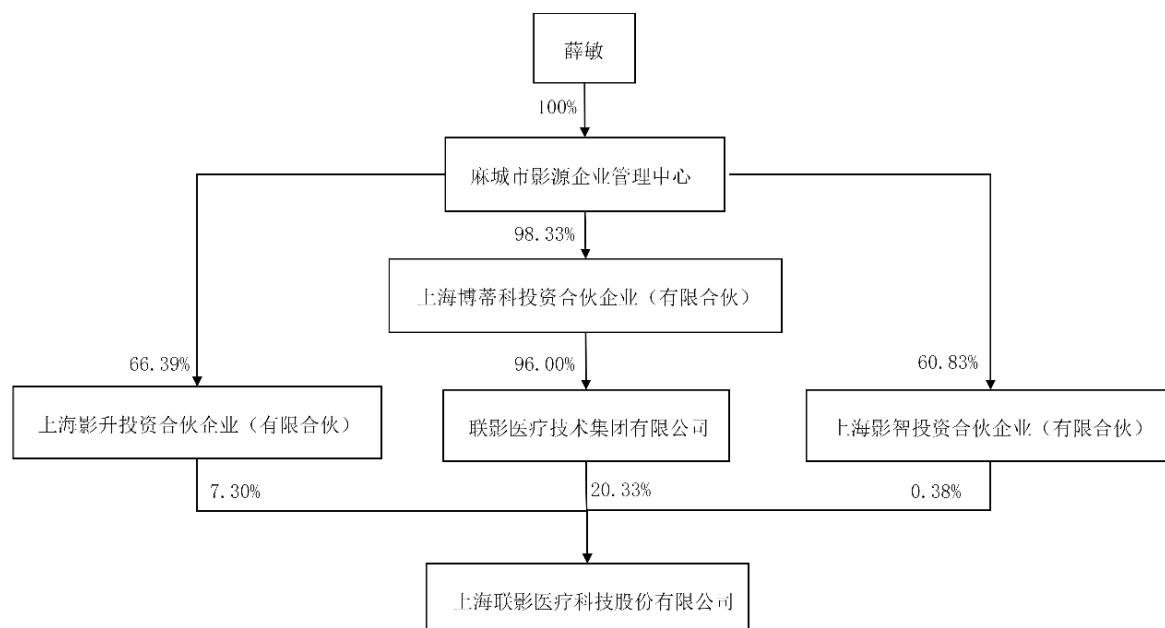 薛敏
100%
麻城市影源企业管理中心
98.33%
上海博蒂科投资合伙企业（有限合伙）
66.39%
96.00%
60.83%
上海影升投资合伙企业（有限合伙）
联影医疗技术集团有限公司
上海影智投资合伙企业（有限合伙）
7.30%
20.33%
0.38%
上海联影医疗科技股份有限公司